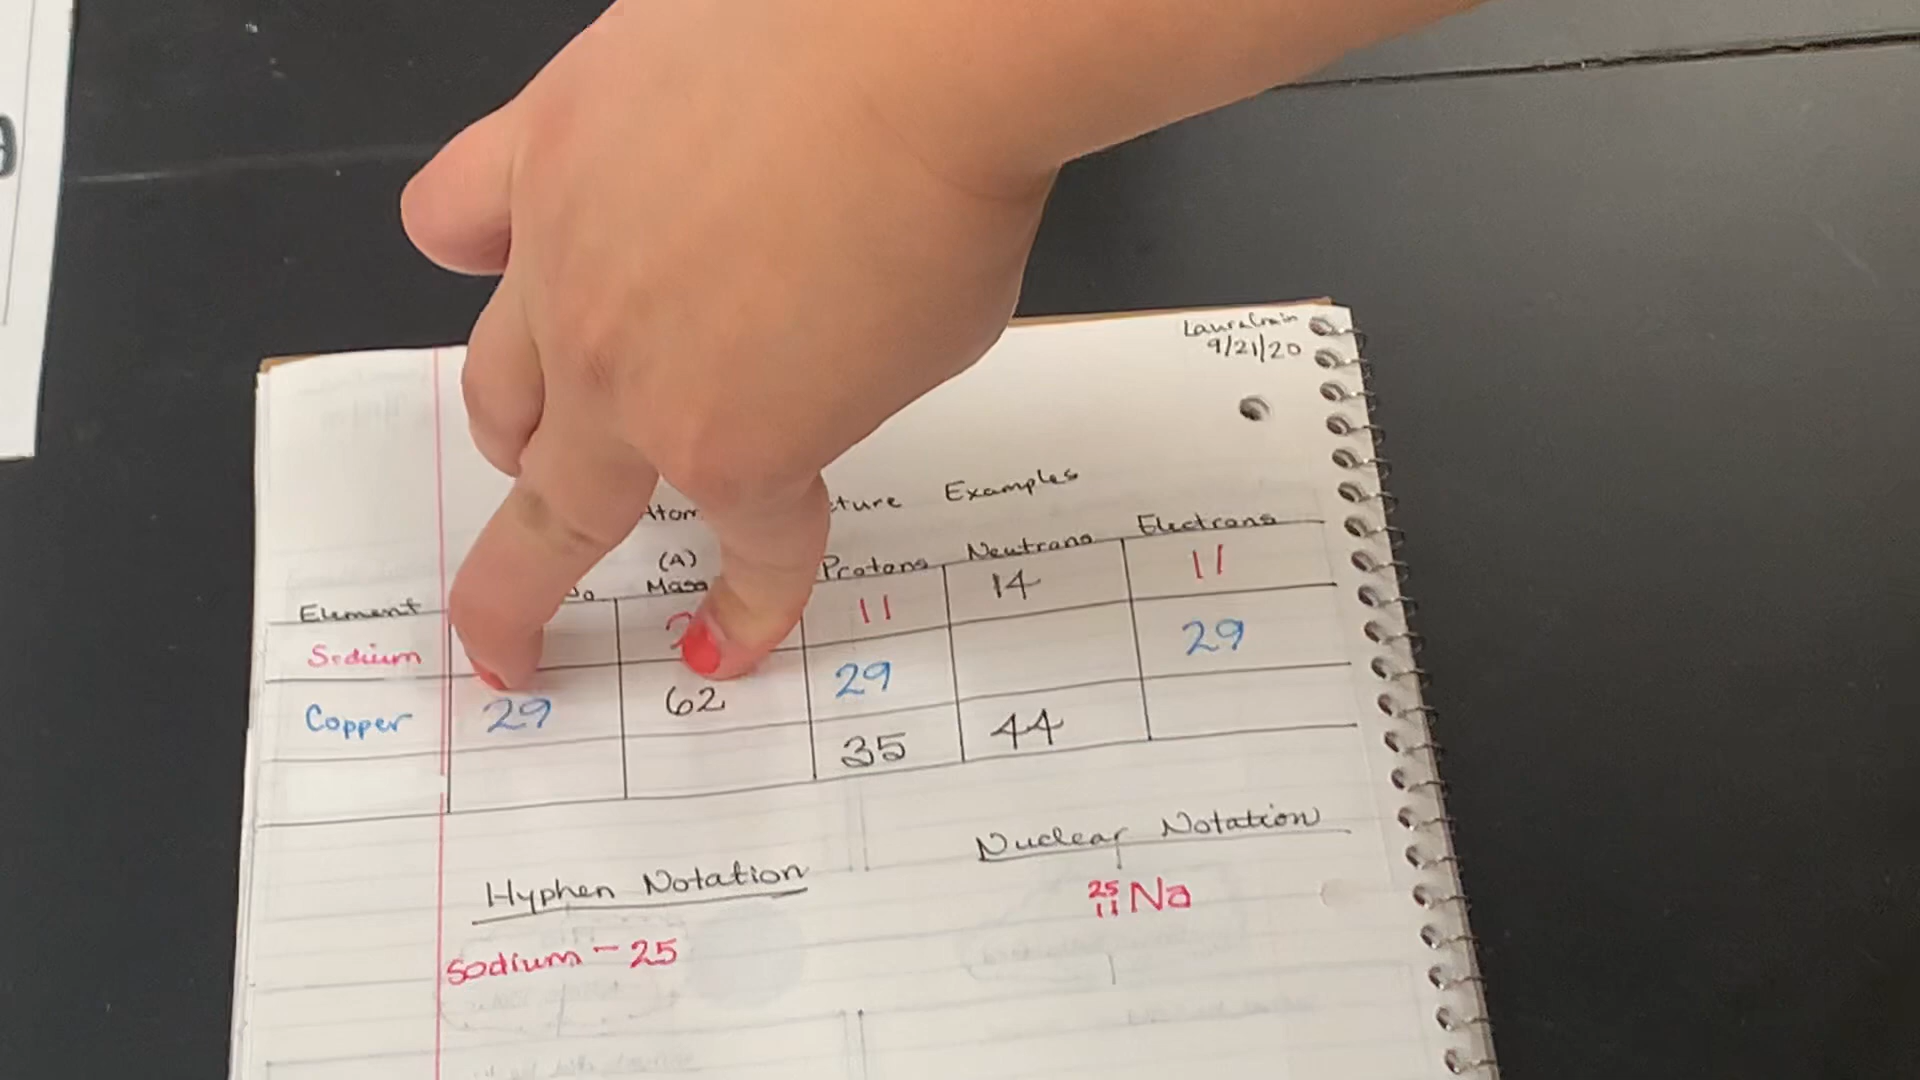 Laura Crain
9/21/20
Examples
(A)
Element Mass Protons Neutrons Electrons
Sodium 11 14 11
Copper 29 62 29 29
35 44
Hyphen Notation Nuclear Notation
Sodium - 25 25 11 Na